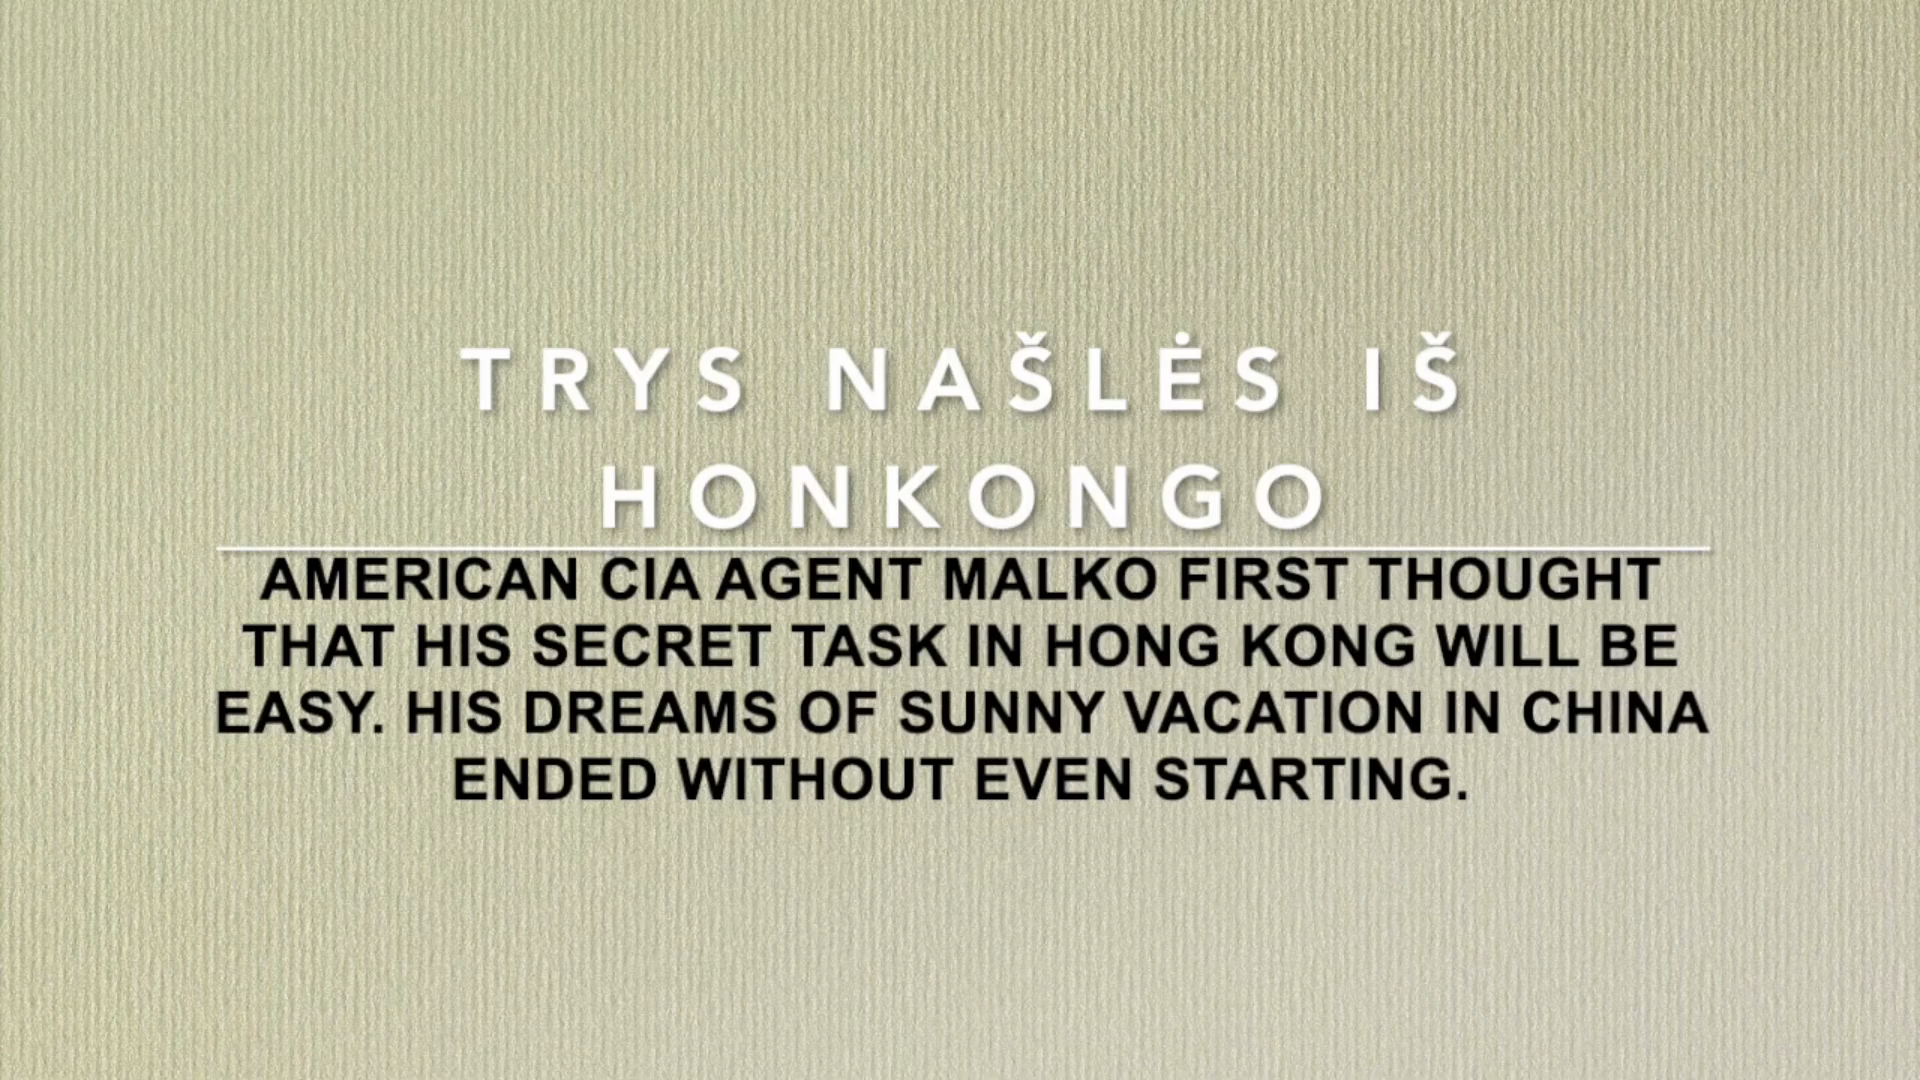 TRYS NAŠLĖS IŠ
HONKONGO
AMERICAN CIA AGENT MALKO FIRST THOUGHT
THAT HIS SECRET TASK IN HONG KONG WILL BE
EASY. HIS DREAMS OF SUNNY VACATION IN CHINA
ENDED WITHOUT EVEN STARTING.